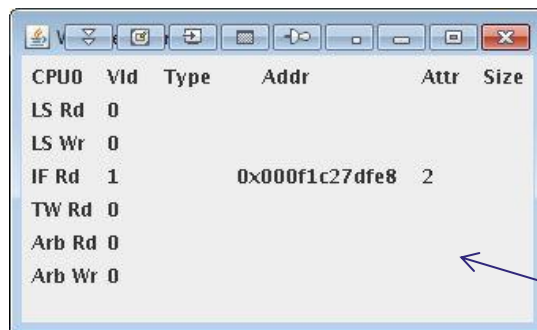 CPU0 Vld Type Addr Attr Size
LS Rd 0
LS Wr 0
IF Rd 1 0x000f1c27dfe8 2
TW Rd 0
Arb Rd 0
Arb Wr 0